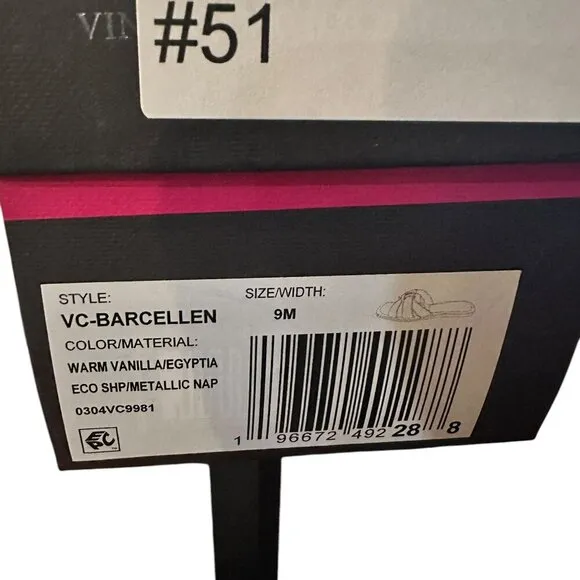 VIN
#51
STYLE:
VC-BARCELLEN
SIZE/WIDTH:
9M
COLOR/MATERIAL:
WARM VANILLA/EGYPTIA
ECO SHP/METALLIC NAP
0304VC9981
1 96672 49228 8